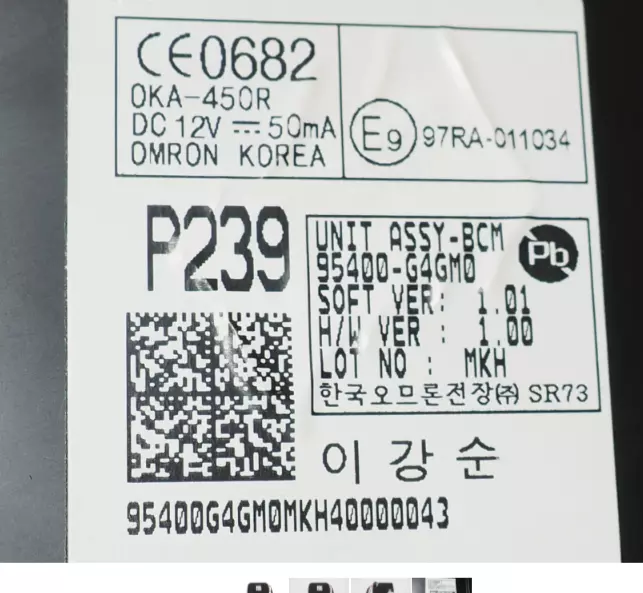 CE0682
OKA-450R
DC 12V ⎓ 50mA
OMRON KOREA
E9 97RA-011034
P239
UNIT ASSY-BCM
95400-G4GM0
Pb
SOFT VER: 1.01
H/W VER : 1.00
LOT NO : MKH
한국오므론전장㈜ SR73
이강순
95400G4GM0MKH40000043